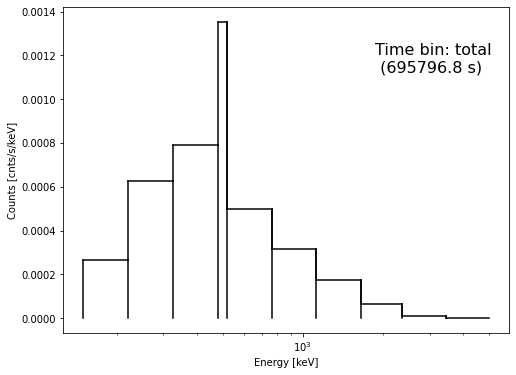 0.0014
0.0012
0.0010
0.0008
0.0006
0.0004
0.0002
0.0000
Counts [cnts/s/keV]
Time bin: total
(695796.8 s)
10³
Energy [keV]